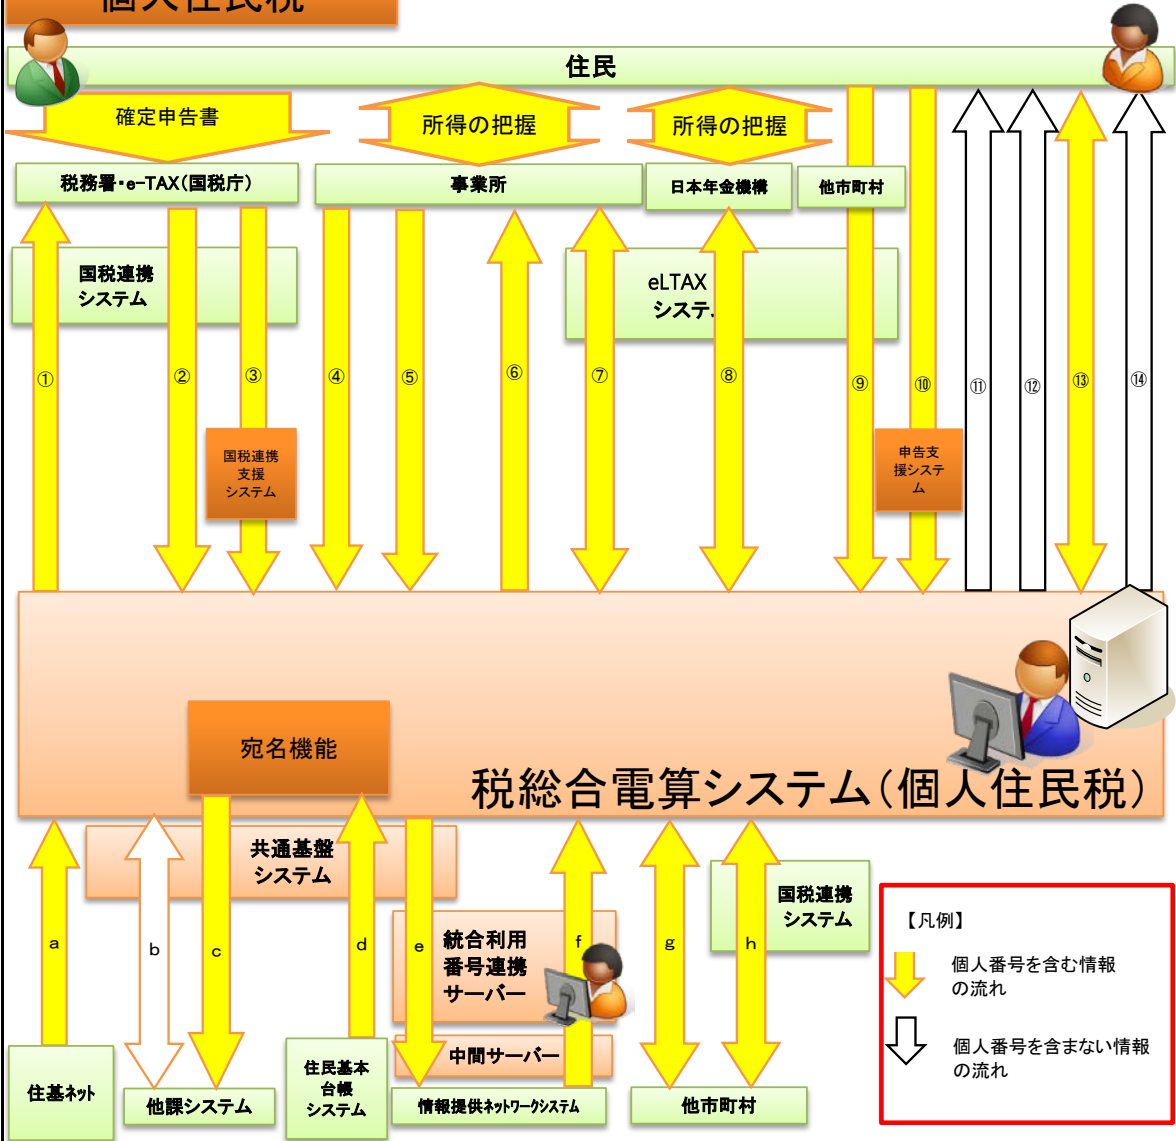 個人住民税
住民
確定申告書
所得の把握
所得の把握
税務署・e-TAX(国税庁)
事業所
日本年金機構
他市町村
国税連携
システム
eLTAX
システ
①
②
③
④
⑤
⑥
⑦
⑧
⑨
⑩
⑪
⑫
⑬
⑭
国税連携
支援
システム
申告支
援システ
ム
宛名機能
税総合電算システム(個人住民税)
共通基盤
システム
国税連携
システム
a
b
c
d
e
f
g
h
統合利用
番号連携
サーバー
中間サーバー
住基ネット
他課システム
住民基本
台帳
システム
情報提供ネットワークシステム
他市町村
【凡例】
個人番号を含む情報
の流れ
個人番号を含まない情報
の流れ